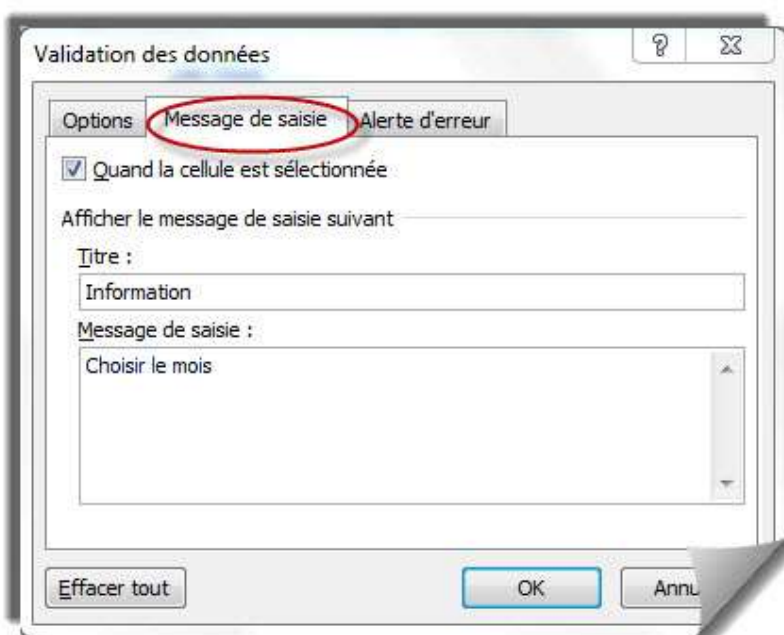 Validation des données
Options Message de saisie Alerte d'erreur
Quand la cellule est sélectionnée
Afficher le message de saisie suivant
Titre :
Information
Message de saisie :
Choisir le mois
Effacer tout OK Annu